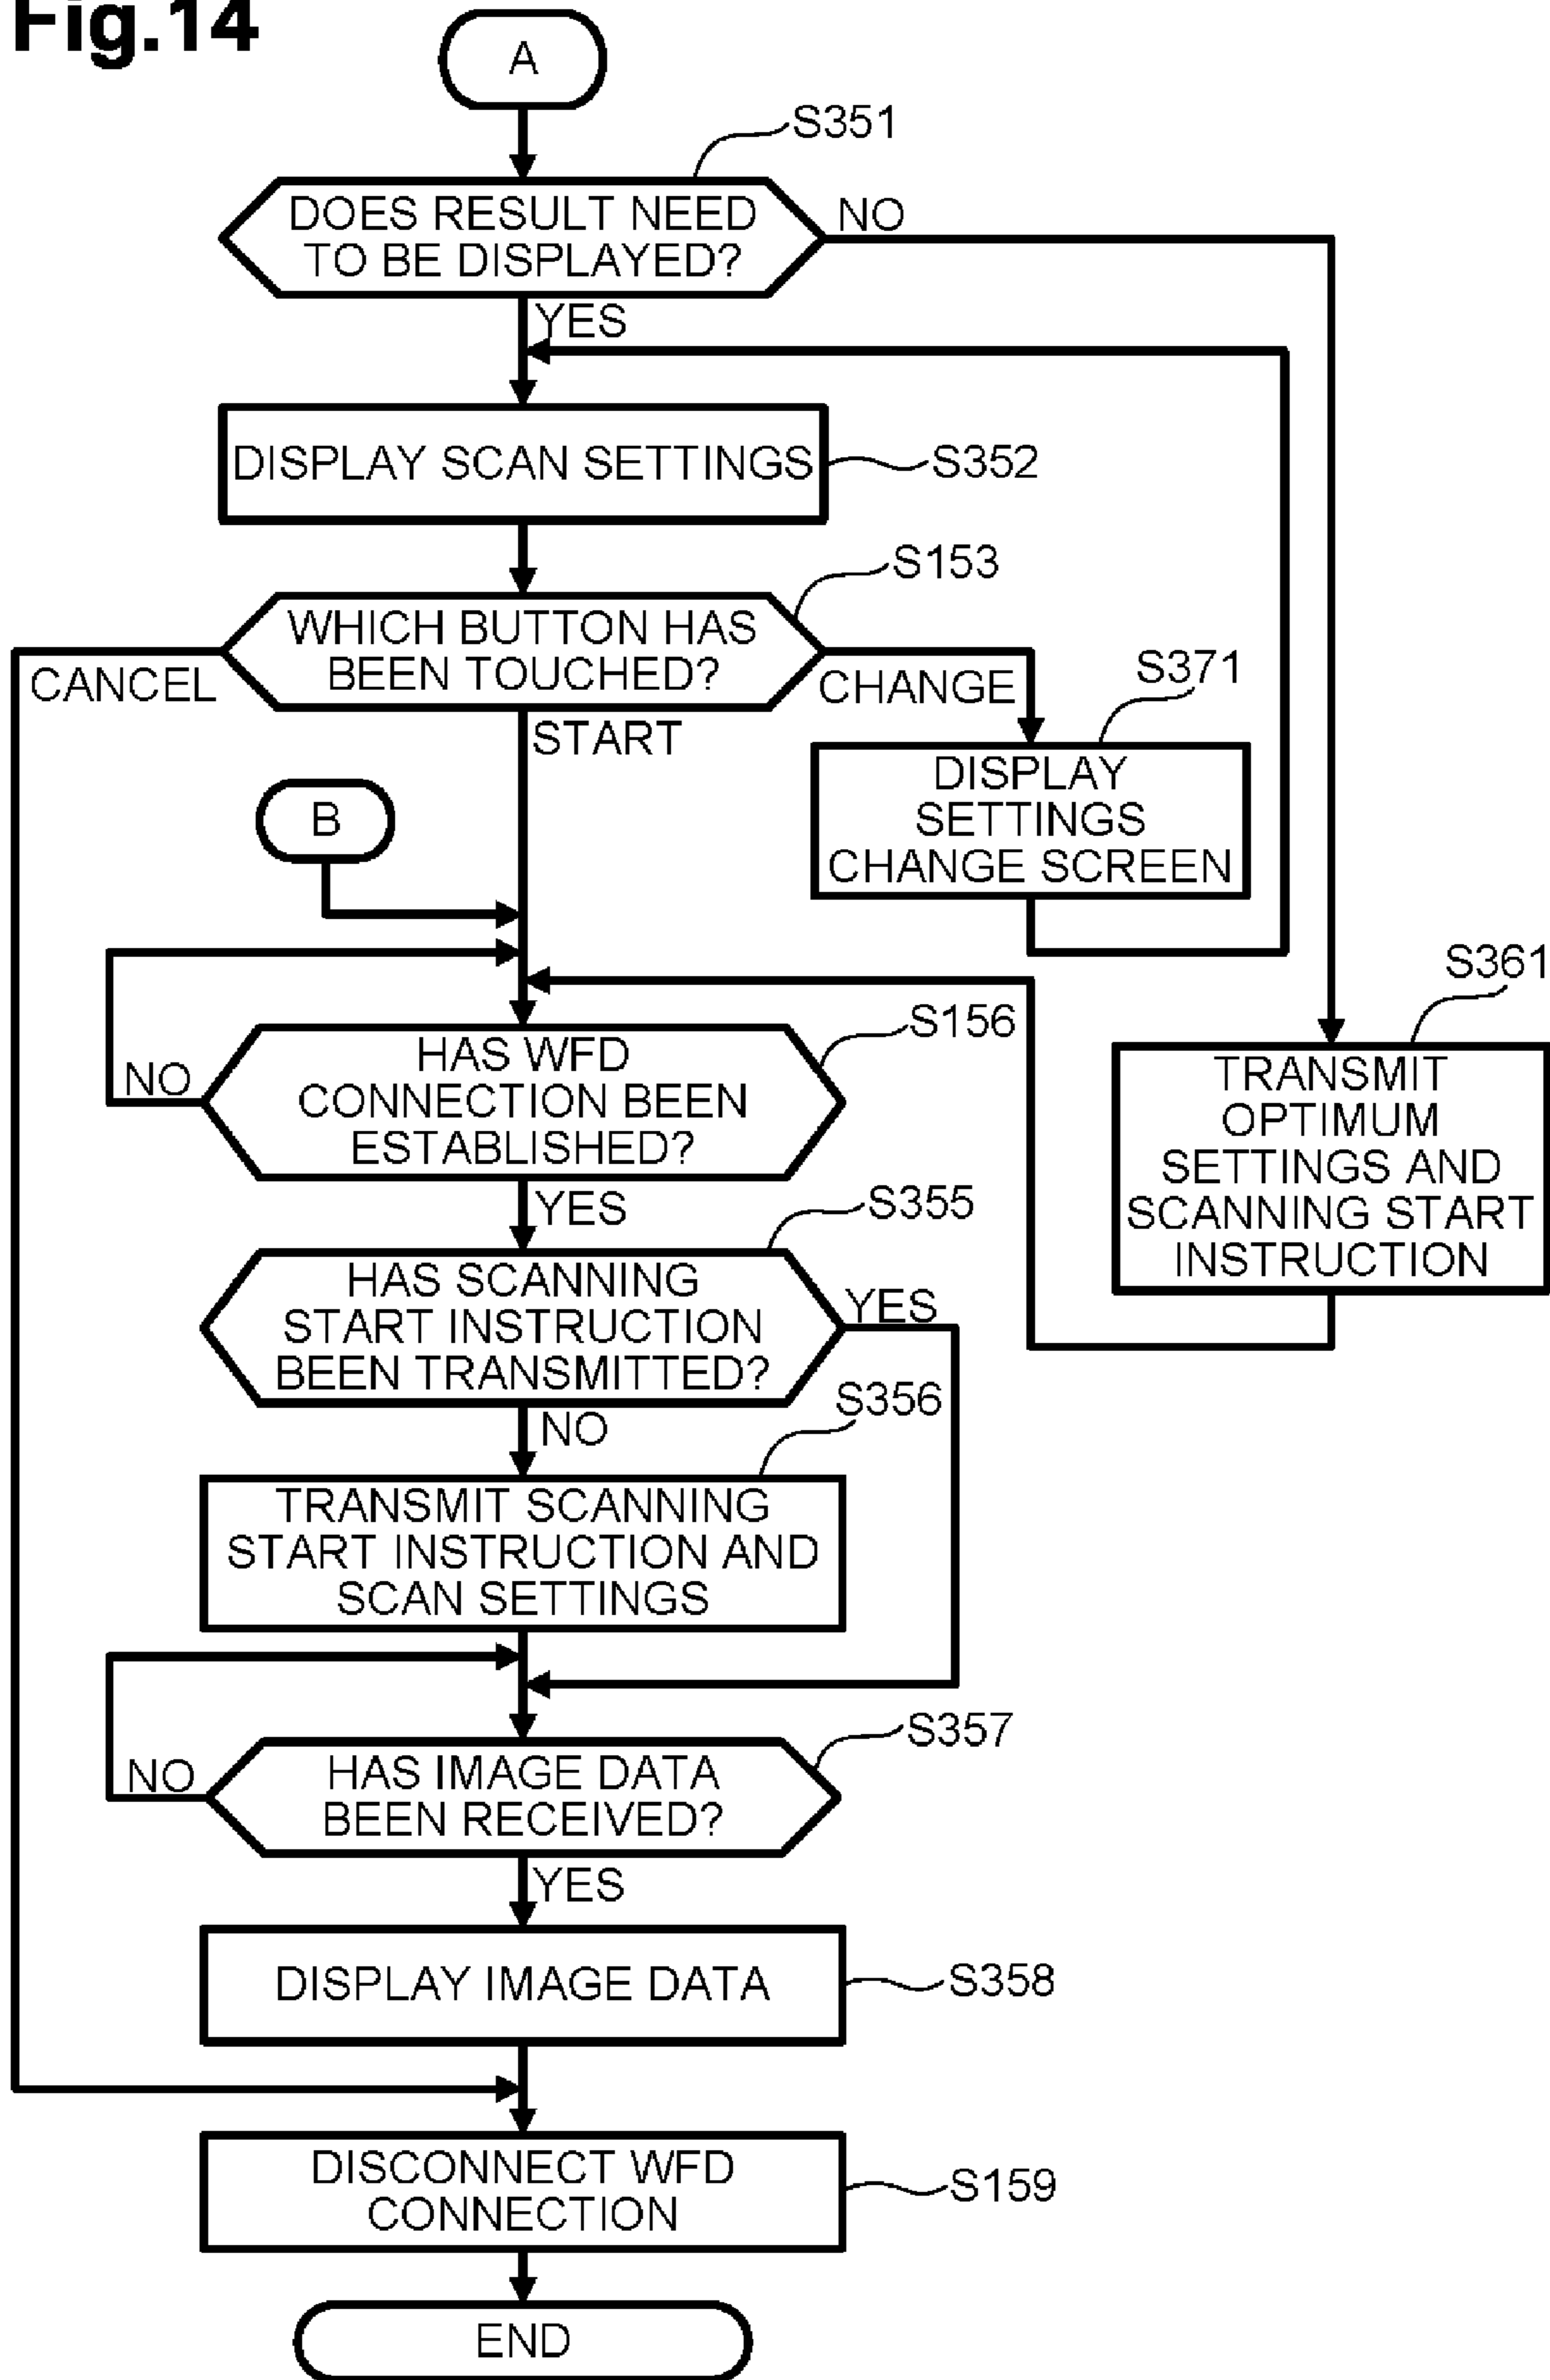 Fig.14
A
S351
DOES RESULT NEED
TO BE DISPLAYED?
NO
YES
DISPLAY SCAN SETTINGS
S352
S153
WHICH BUTTON HAS
BEEN TOUCHED?
CANCEL
CHANGE
S371
START
DISPLAY
SETTINGS
CHANGE SCREEN
B
S361
S156
HAS WFD
CONNECTION BEEN
ESTABLISHED?
NO
TRANSMIT
OPTIMUM
SETTINGS AND
SCANNING START
INSTRUCTION
YES
S355
HAS SCANNING
START INSTRUCTION
BEEN TRANSMITTED?
YES
S356
NO
TRANSMIT SCANNING
START INSTRUCTION AND
SCAN SETTINGS
S357
NO
HAS IMAGE DATA
BEEN RECEIVED?
YES
DISPLAY IMAGE DATA
S358
DISCONNECT WFD
CONNECTION
S159
END